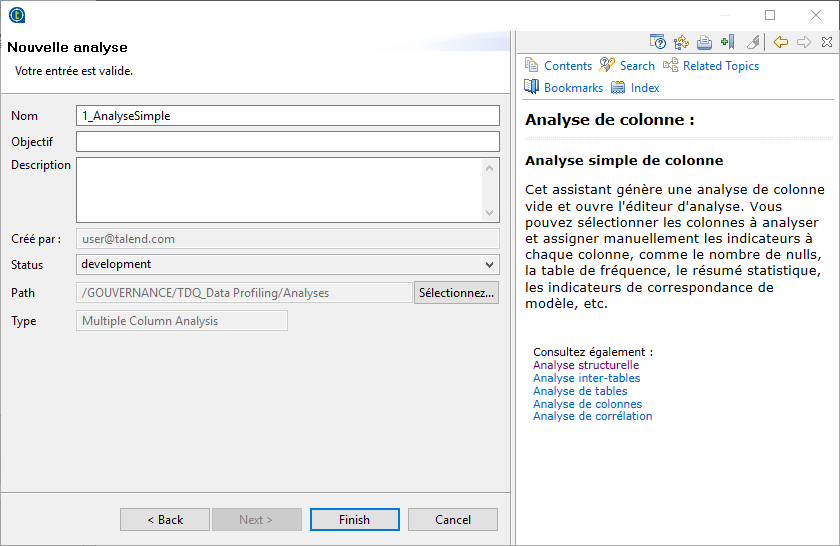 Nouvelle analyse
Votre entrée est valide.
Nom
1_AnalyseSimple
Objectif
Description
Créé par :
user@talend.com
Status
development
Path
/GOUVERNANCE/TDQ_Data Profiling/Analyses
Sélectionnez...
Type
Multiple Column Analysis
< Back
Next >
Finish
Cancel
Contents
Search
Related Topics
Bookmarks
Index
Analyse de colonne :
Analyse simple de colonne
Cet assistant génère une analyse de colonne
vide et ouvre l'éditeur d'analyse. Vous
pouvez sélectionner les colonnes à analyser
et assigner manuellement les indicateurs à
chaque colonne, comme le nombre de nulls,
la table de fréquence, le résumé statistique,
les indicateurs de correspondance de
modèle, etc.
Consultez également :
Analyse structurelle
Analyse inter-tables
Analyse de tables
Analyse de colonnes
Analyse de corrélation